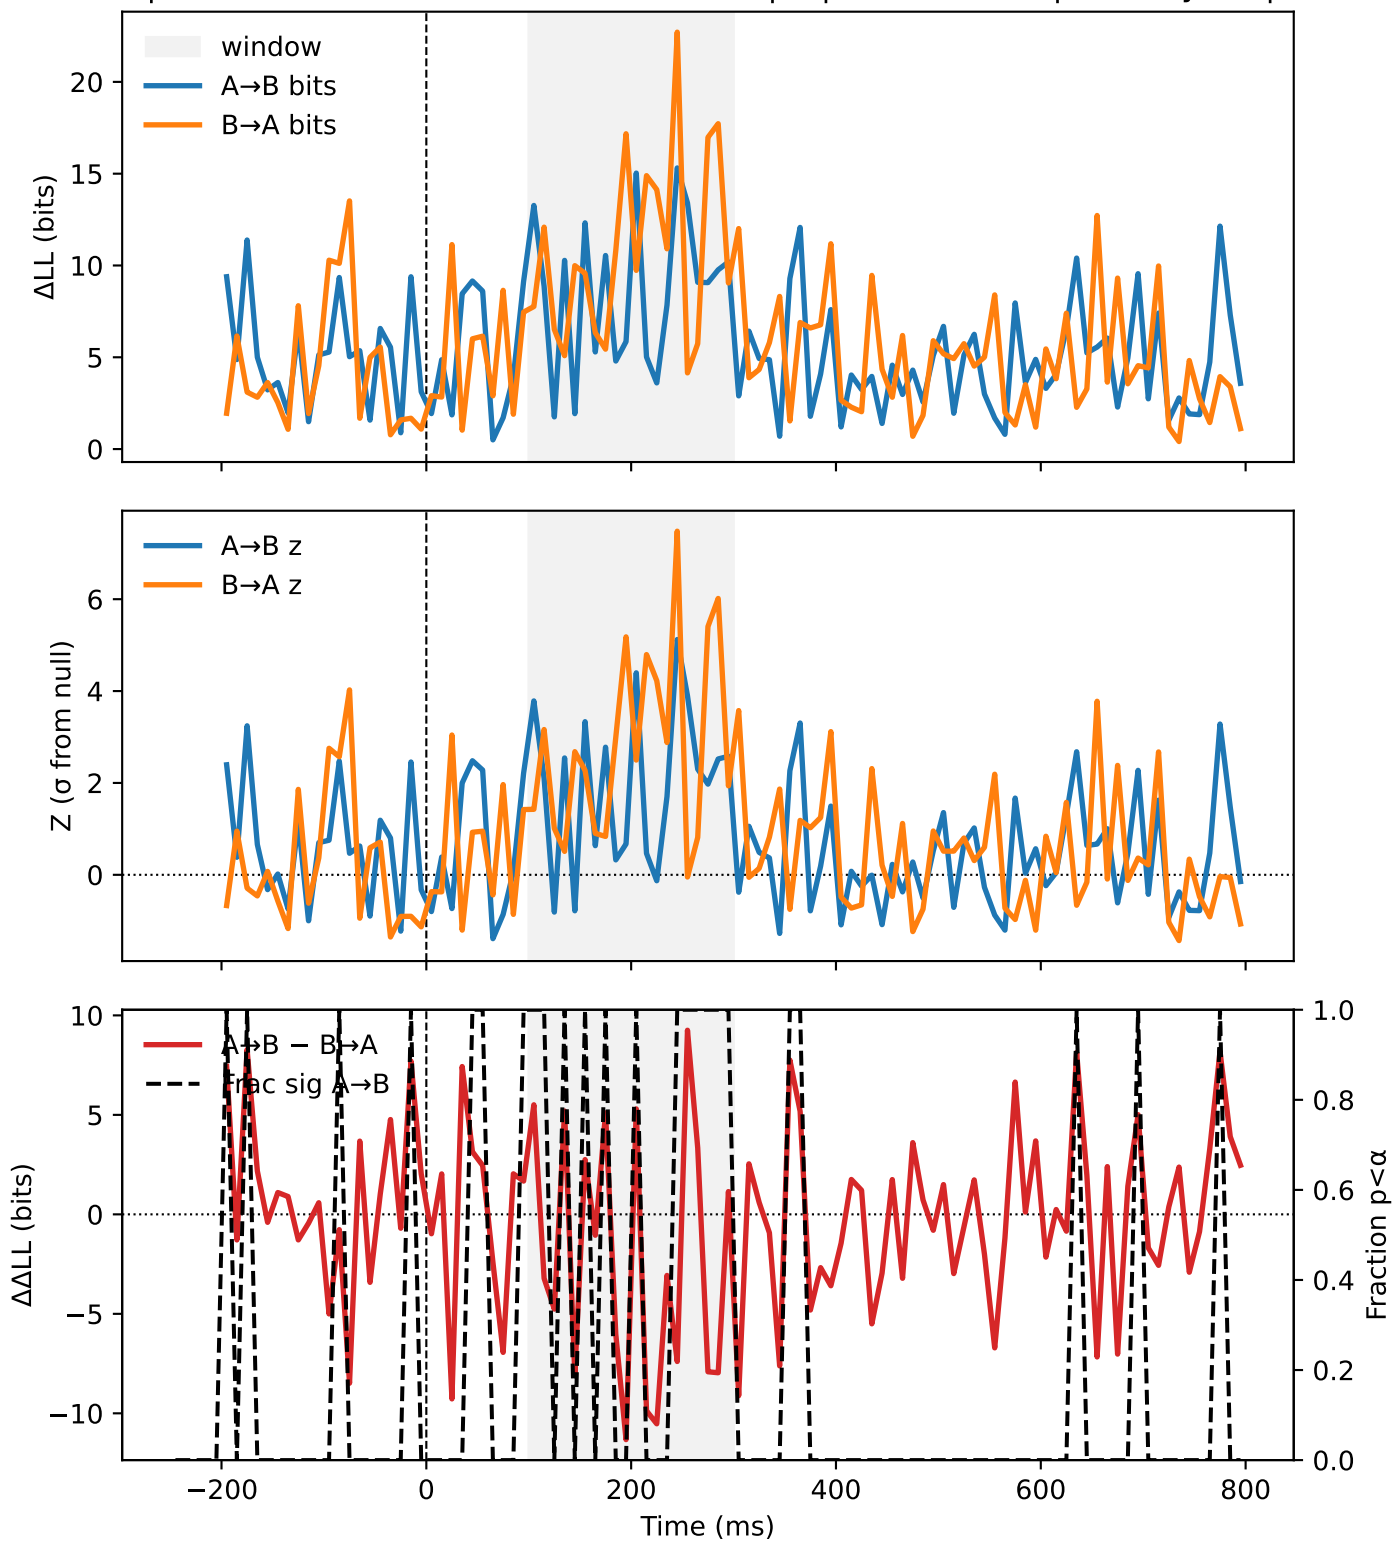 window
A→B bits
B→A bits
20
15
10
5
0
ΔLL (bits)
A→B z
B→A z
6
4
2
0
Z (σ from null)
A→B − B→A
Frac sig A→B
10
5
0
−5
−10
ΔΔLL (bits)
1.0
0.8
0.6
0.4
0.2
0.0
Fraction p<α
−200 0 200 400 600 800
Time (ms)